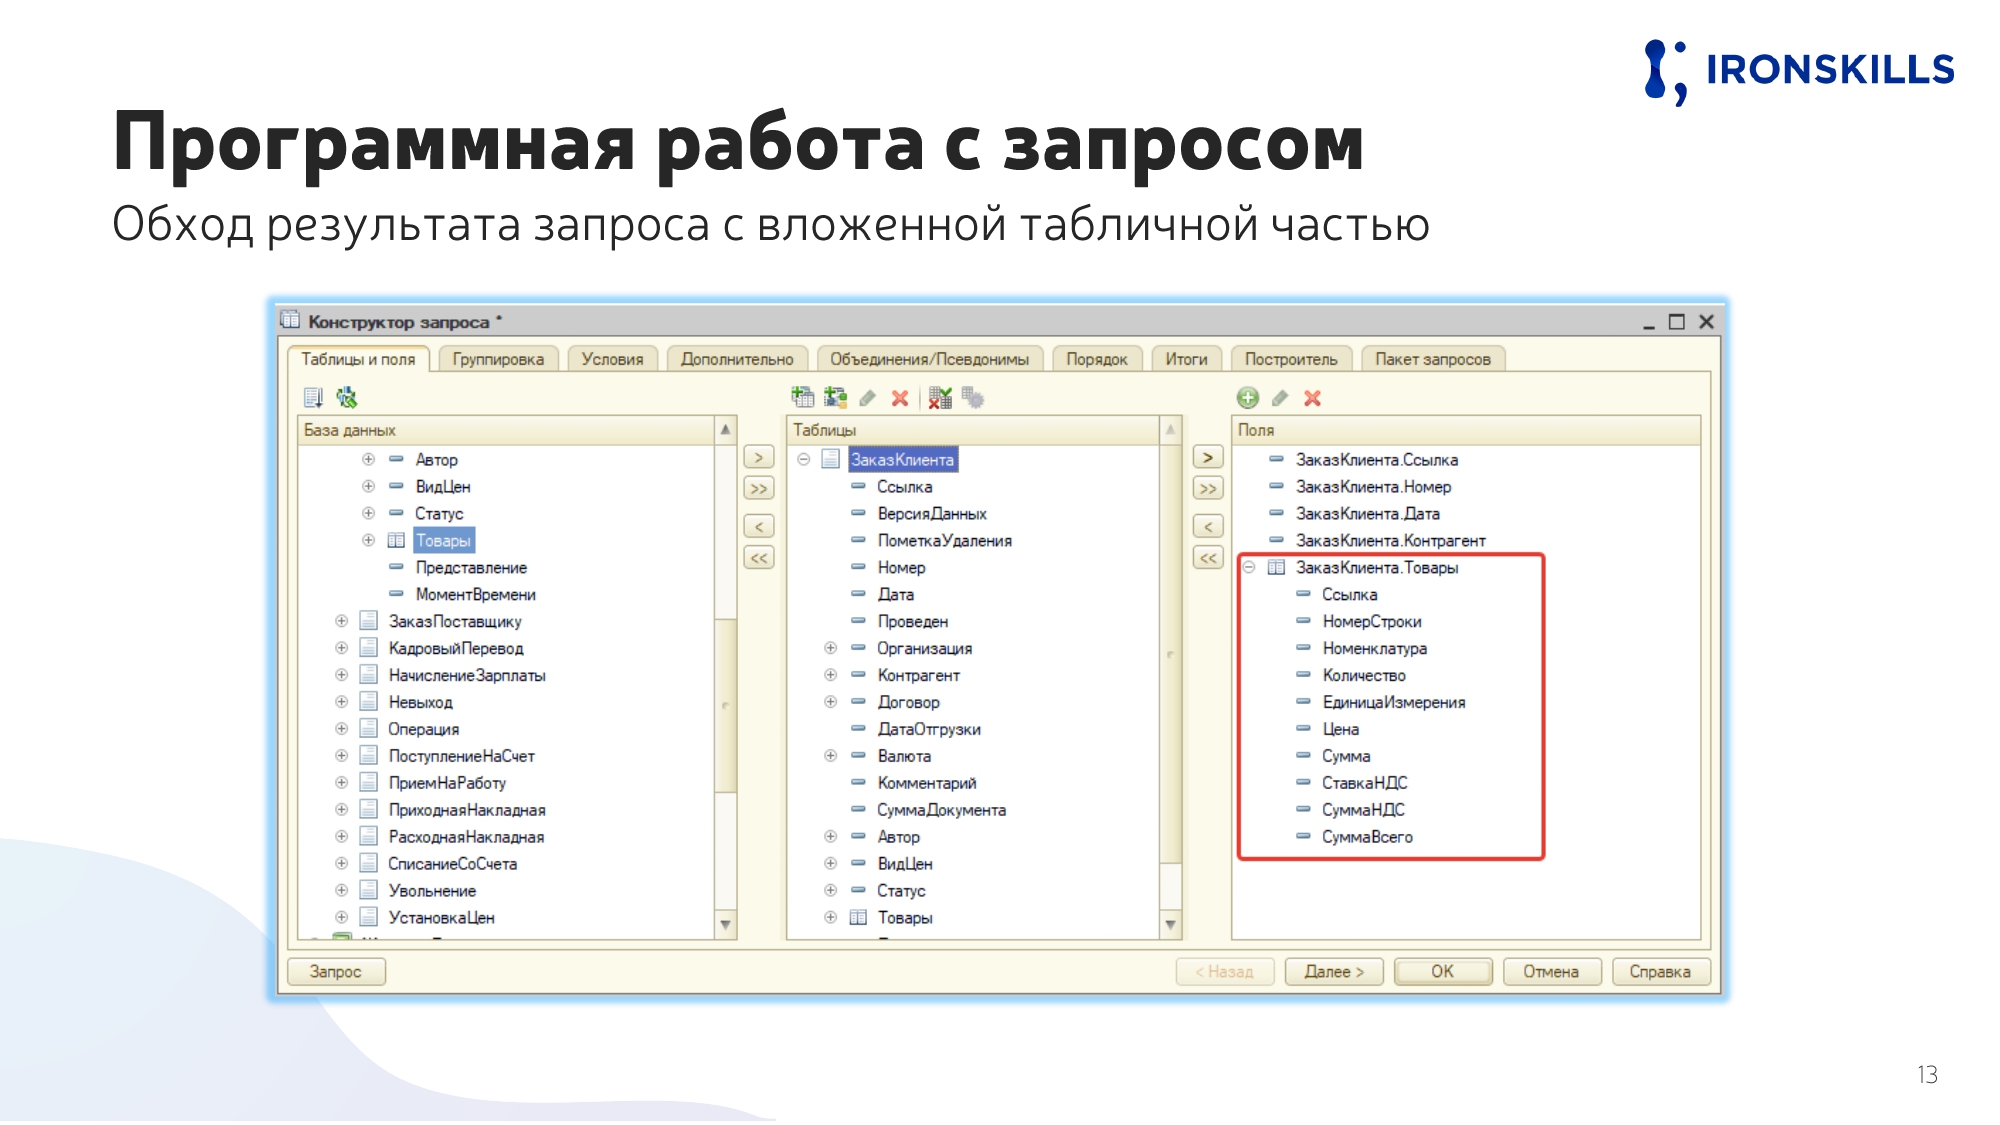 IRONSKILLS
Программная работа с запросом
Обход результата запроса с вложенной табличной частью
Конструктор запроса *
Таблицы и поля
Группировка
Условия
Дополнительно
Объединения/Псевдонимы
Порядок
Итоги
Построитель
Пакет запросов
База данных
Автор
ВидЦен
Статус
Товары
Представление
МоментВремени
ЗаказПоставщику
КадровыйПеревод
НачислениеЗарплаты
Невыход
Операция
ПоступлениеНаСчет
ПриемНаРаботу
ПриходнаяНакладная
РасходнаяНакладная
СписаниеСоСчета
Увольнение
УстановкаЦен
>
>>
<
<<
Таблицы
ЗаказКлиента
Ссылка
ВерсияДанных
ПометкаУдаления
Номер
Дата
Проведен
Организация
Контрагент
Договор
ДатаОтгрузки
Валюта
Комментарий
СуммаДокумента
Автор
ВидЦен
Статус
Товары
>
>>
<
<<
Поля
ЗаказКлиента.Ссылка
ЗаказКлиента.Номер
ЗаказКлиента.Дата
ЗаказКлиента.Контрагент
ЗаказКлиента.Товары
Ссылка
НомерСтроки
Номенклатура
Количество
ЕдиницаИзмерения
Цена
Сумма
СтавкаНДС
СуммаНДС
СуммаВсего
Запрос
< Назад
Далее >
ОК
Отмена
Справка
13